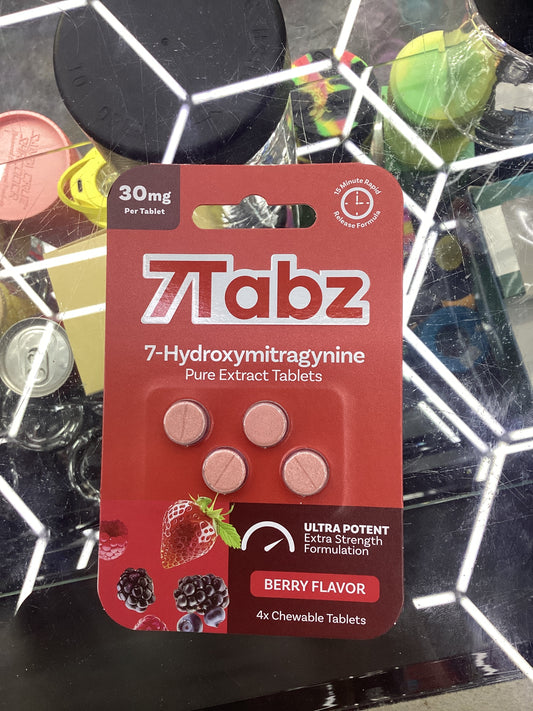 30mg
Per Tablet
15 Minute Rapid
Release Formula
7Tabz
7-Hydroxymitragynine
Pure Extract Tablets
ULTRA POTENT
Extra Strength
Formulation
BERRY FLAVOR
4x Chewable Tablets